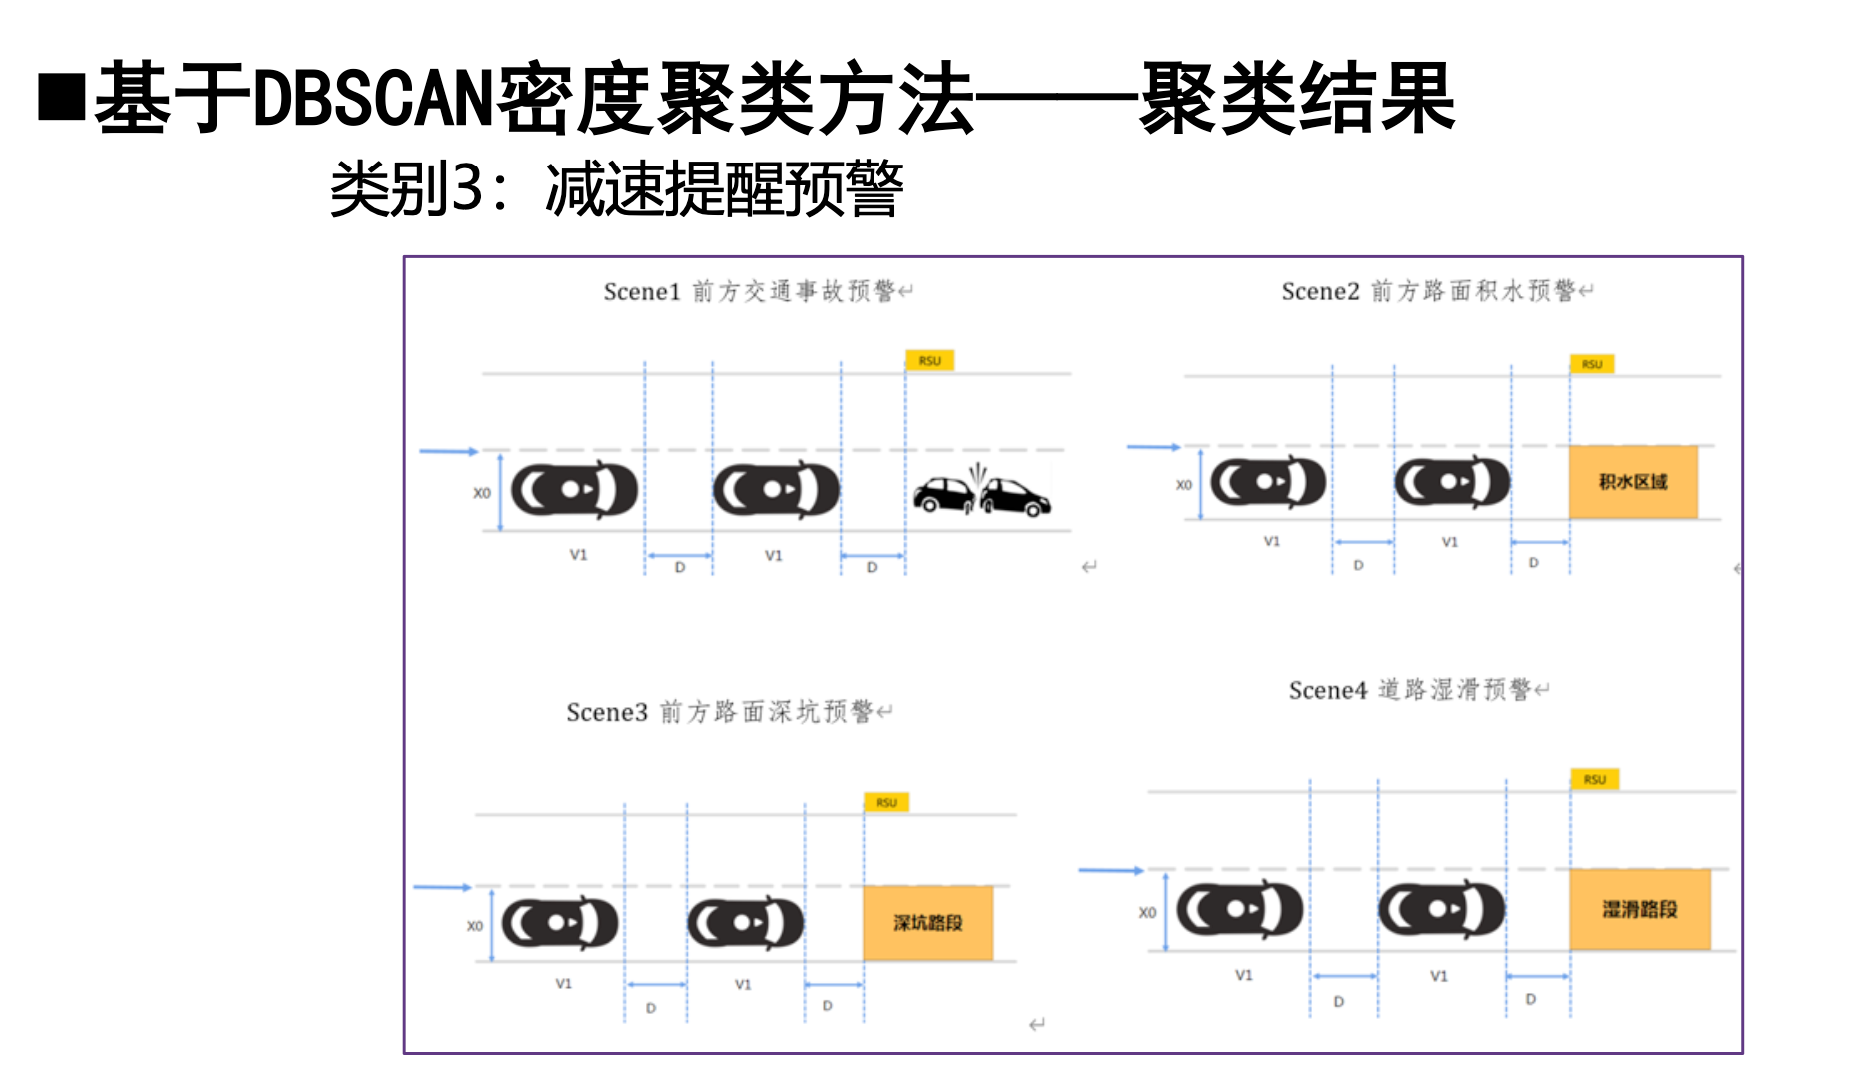 ■基于DBSCAN密度聚类方法——聚类结果
类别3：减速提醒预警
Scene1 前方交通事故预警↵
RSU
X0
V1
D
V1
D
↵
Scene2 前方路面积水预警↵
RSU
X0
积水区域
V1
D
V1
D
Scene3 前方路面深坑预警↵
RSU
X0
深坑路段
V1
D
V1
D
↵
Scene4 道路湿滑预警↵
RSU
X0
湿滑路段
V1
D
V1
D